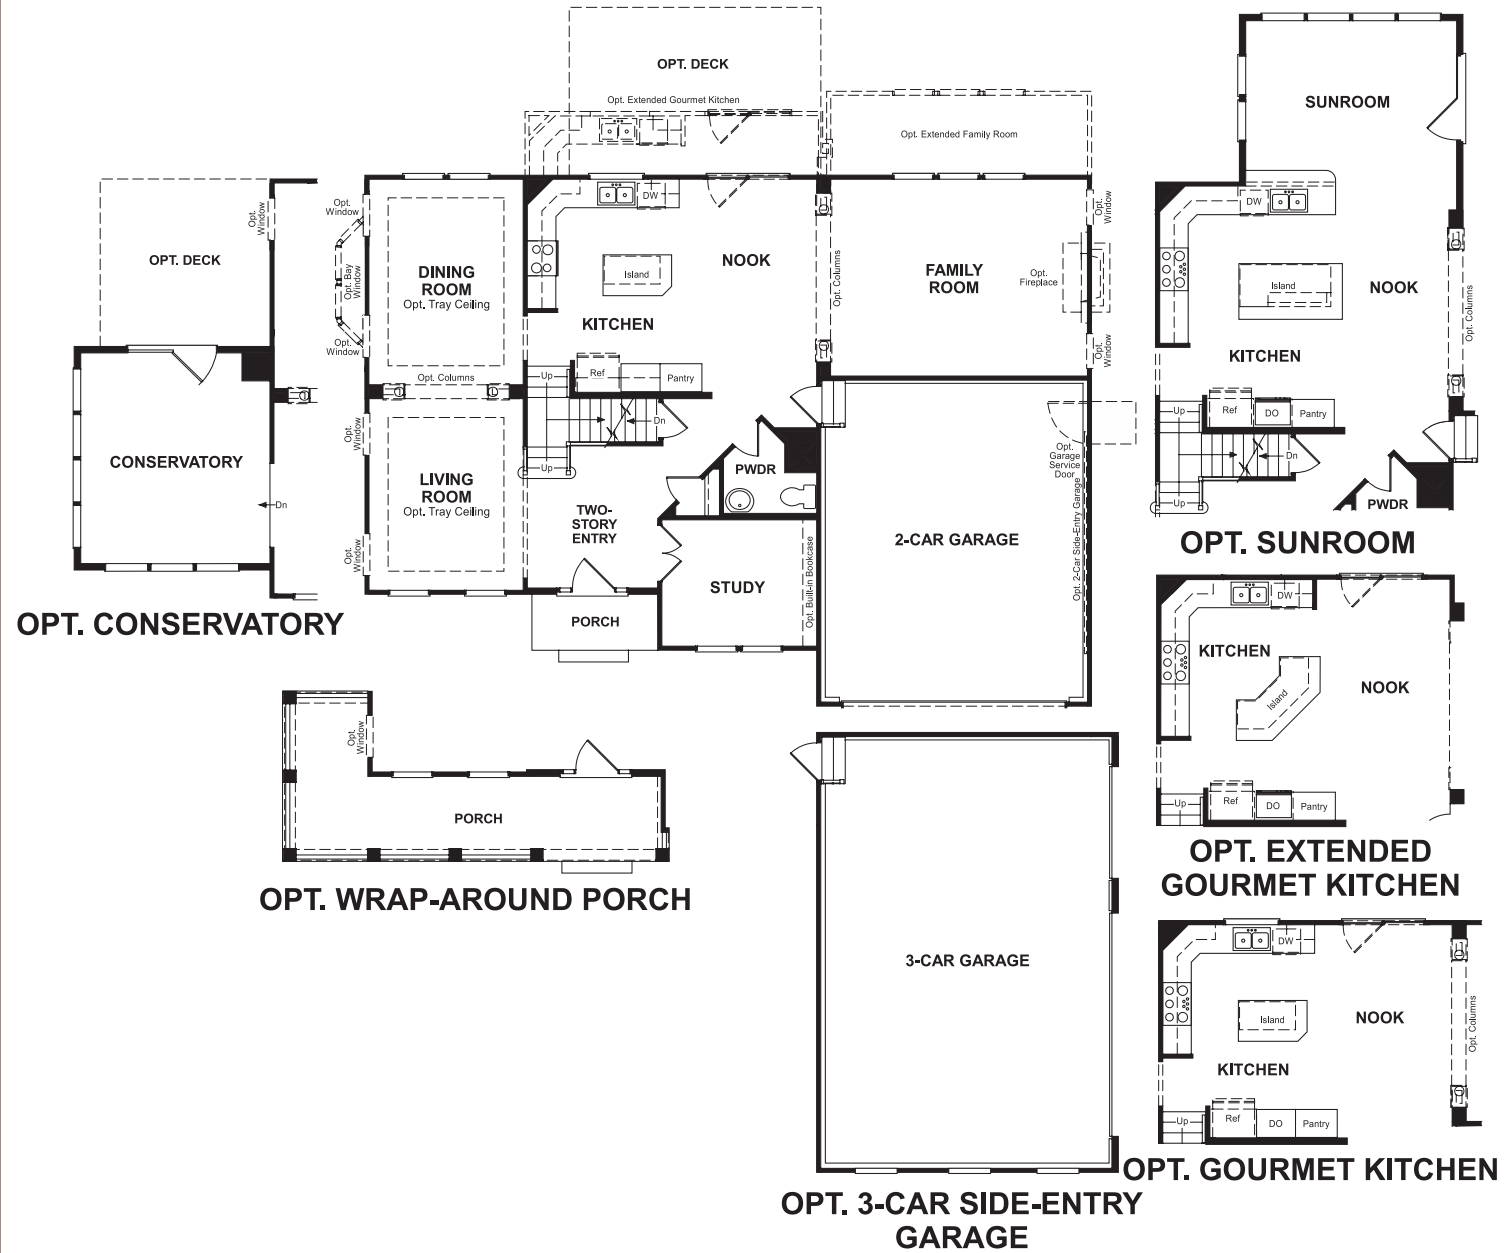 OPT. DECK
Opt. Extended Gourmet Kitchen
Opt. Extended Family Room
DW
NOOK
Island
KITCHEN
Ref
Pantry
Opt. Columns
FAMILY
ROOM
Opt.
Fireplace
Opt.
Window
Opt.
Window
Opt.
Window
Opt. Bay
Window
Opt.
Window
DINING
ROOM
Opt. Tray Ceiling
Opt. Columns
Up
Dn
Up
Opt.
Window
LIVING
ROOM
Opt. Tray Ceiling
Opt.
Window
TWO-
STORY
ENTRY
PWDR
STUDY
Opt. Built-in Bookcase
PORCH
2-CAR GARAGE
Opt.
Garage
Service
Door
Opt. 2-Car Side-Entry Garage
OPT. DECK
Opt.
Window
CONSERVATORY
Dn
OPT. CONSERVATORY
Opt.
Window
PORCH
OPT. WRAP-AROUND PORCH
3-CAR GARAGE
OPT. 3-CAR SIDE-ENTRY
GARAGE
SUNROOM
DW
Island
NOOK
Opt. Columns
KITCHEN
Ref
DO
Pantry
Up
Dn
Up
PWDR
OPT. SUNROOM
DW
KITCHEN
NOOK
Island
Up
Ref
DO
Pantry
OPT. EXTENDED
GOURMET KITCHEN
DW
Island
NOOK
Opt. Columns
KITCHEN
Up
Ref
DO
Pantry
OPT. GOURMET KITCHEN